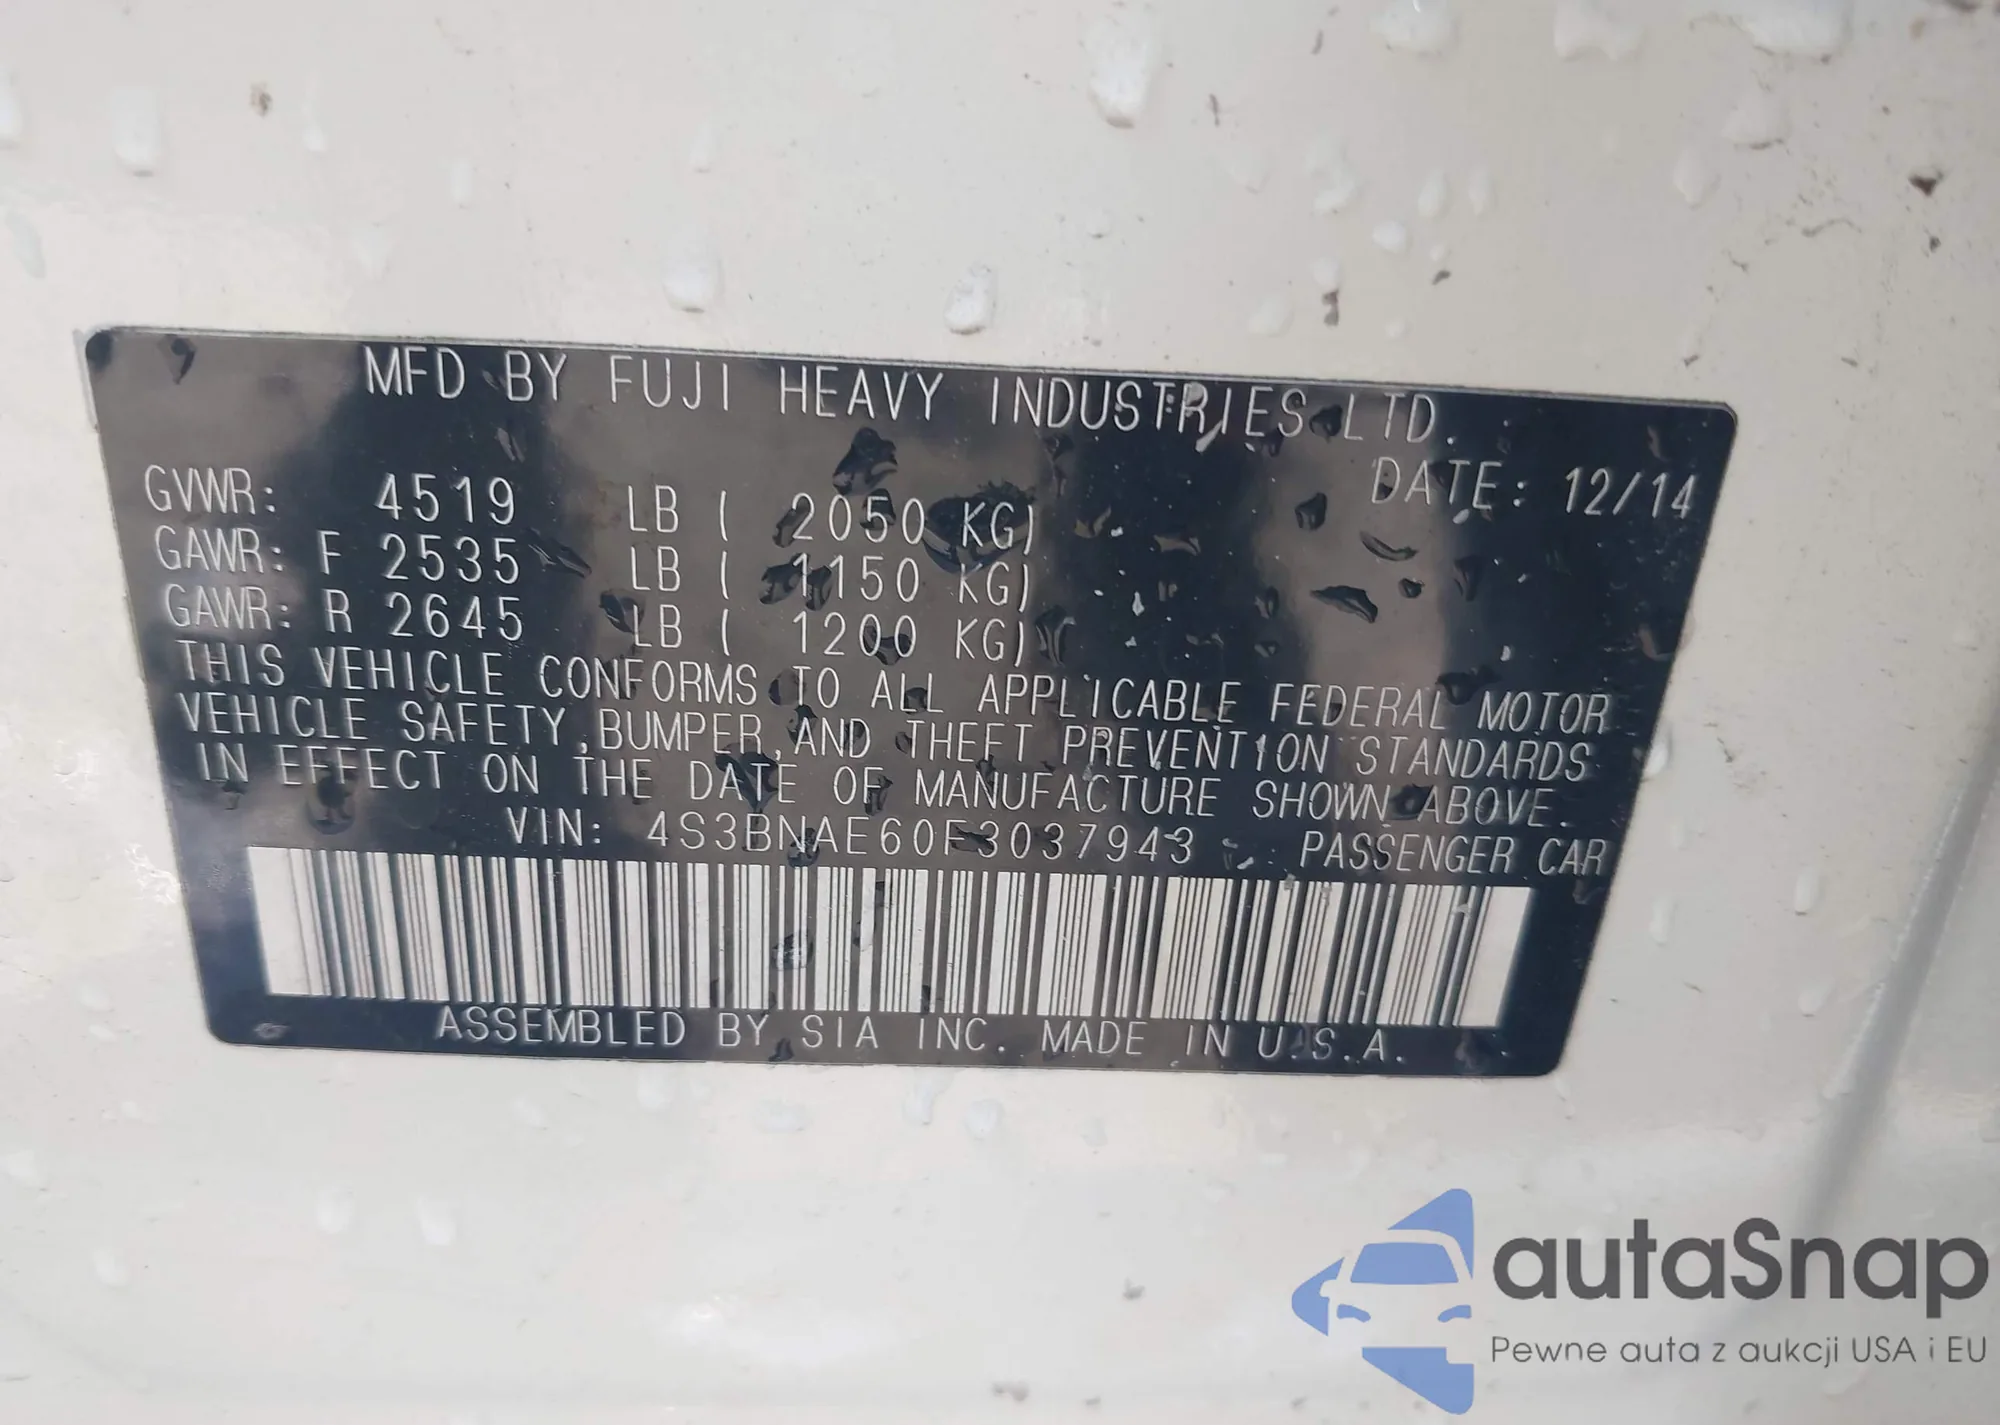 MFD BY FUJI HEAVY INDUSTRIES LTD.
DATE: 12/14
GVWR: 4519 LB ( 2050 KG)
GAWR: F 2535 LB ( 1150 KG)
GAWR: R 2645 LB ( 1200 KG)
THIS VEHICLE CONFORMS TO ALL APPLICABLE FEDERAL MOTOR
VEHICLE SAFETY, BUMPER, AND THEFT PREVENTION STANDARDS
IN EFFECT ON THE DATE OF MANUFACTURE SHOWN ABOVE.
VIN: 4S3BNAE60F3037943 PASSENGER CAR
ASSEMBLED BY SIA INC. MADE IN U.S.A.
autaSnap
Pewne auta z aukcji USA i EU